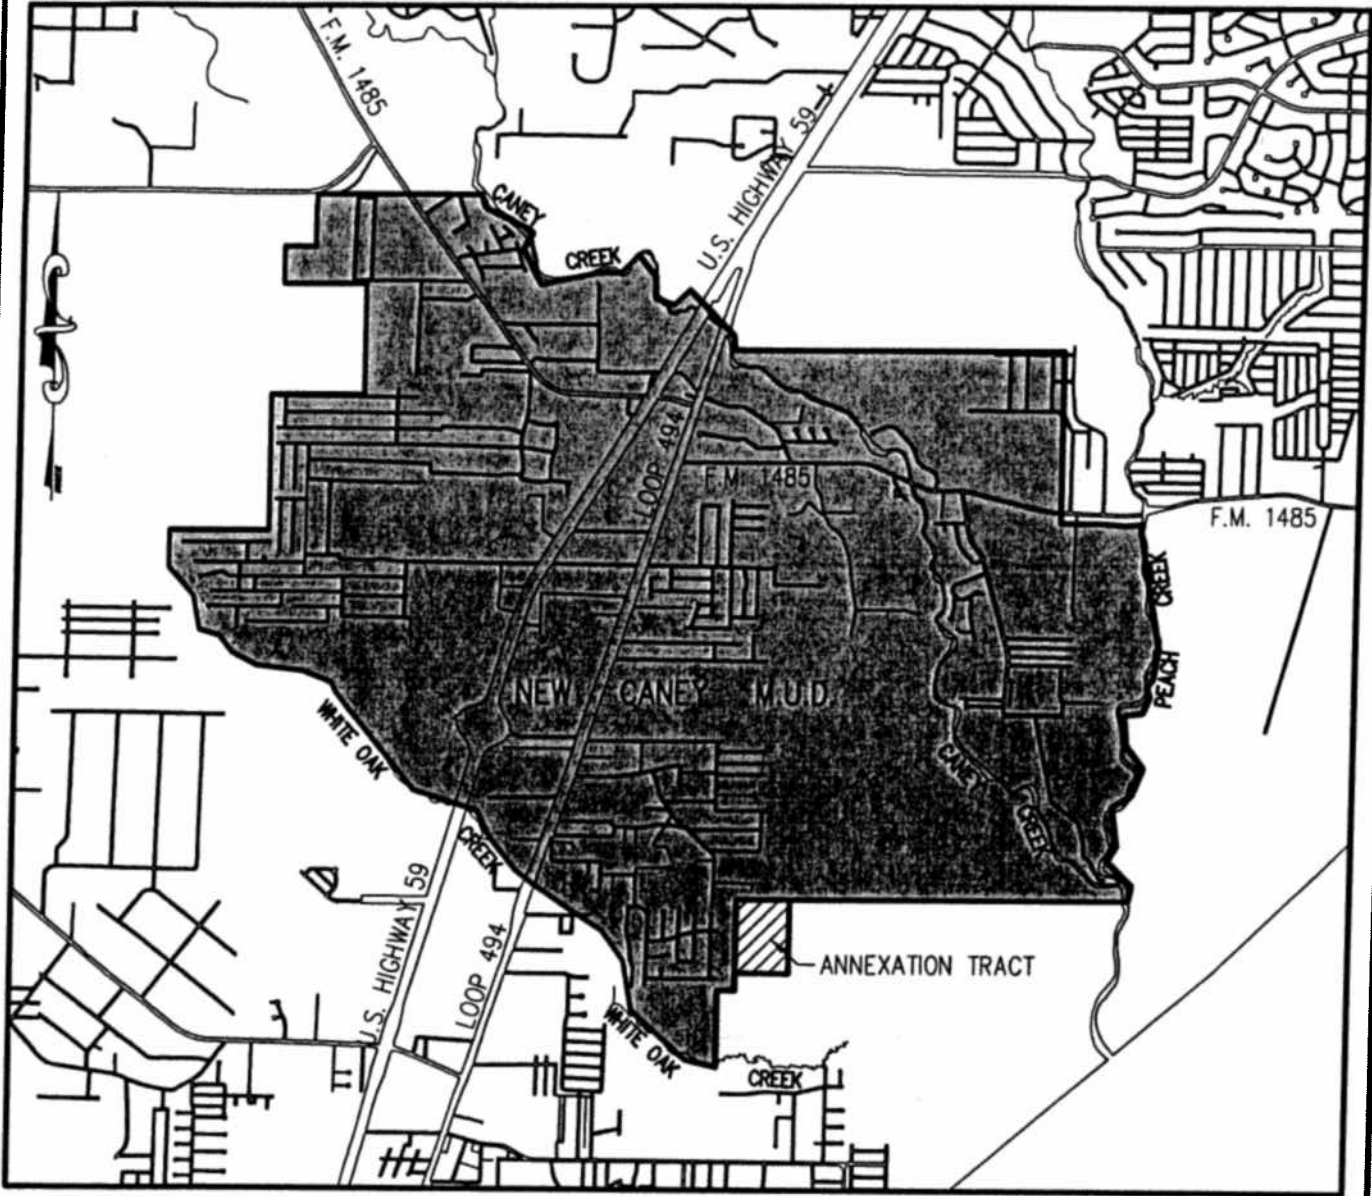 F.M. 1485
U.S. HIGHWAY 59
CANEY
CREEK
LOOP 494
F.M. 1485
F.M. 1485
PEACH CREEK
NEW CANEY M.U.D.
WHITE OAK
CREEK
CANEY
CREEK
U.S. HIGHWAY 59
LOOP 494
ANNEXATION TRACT
WHITE OAK
CREEK